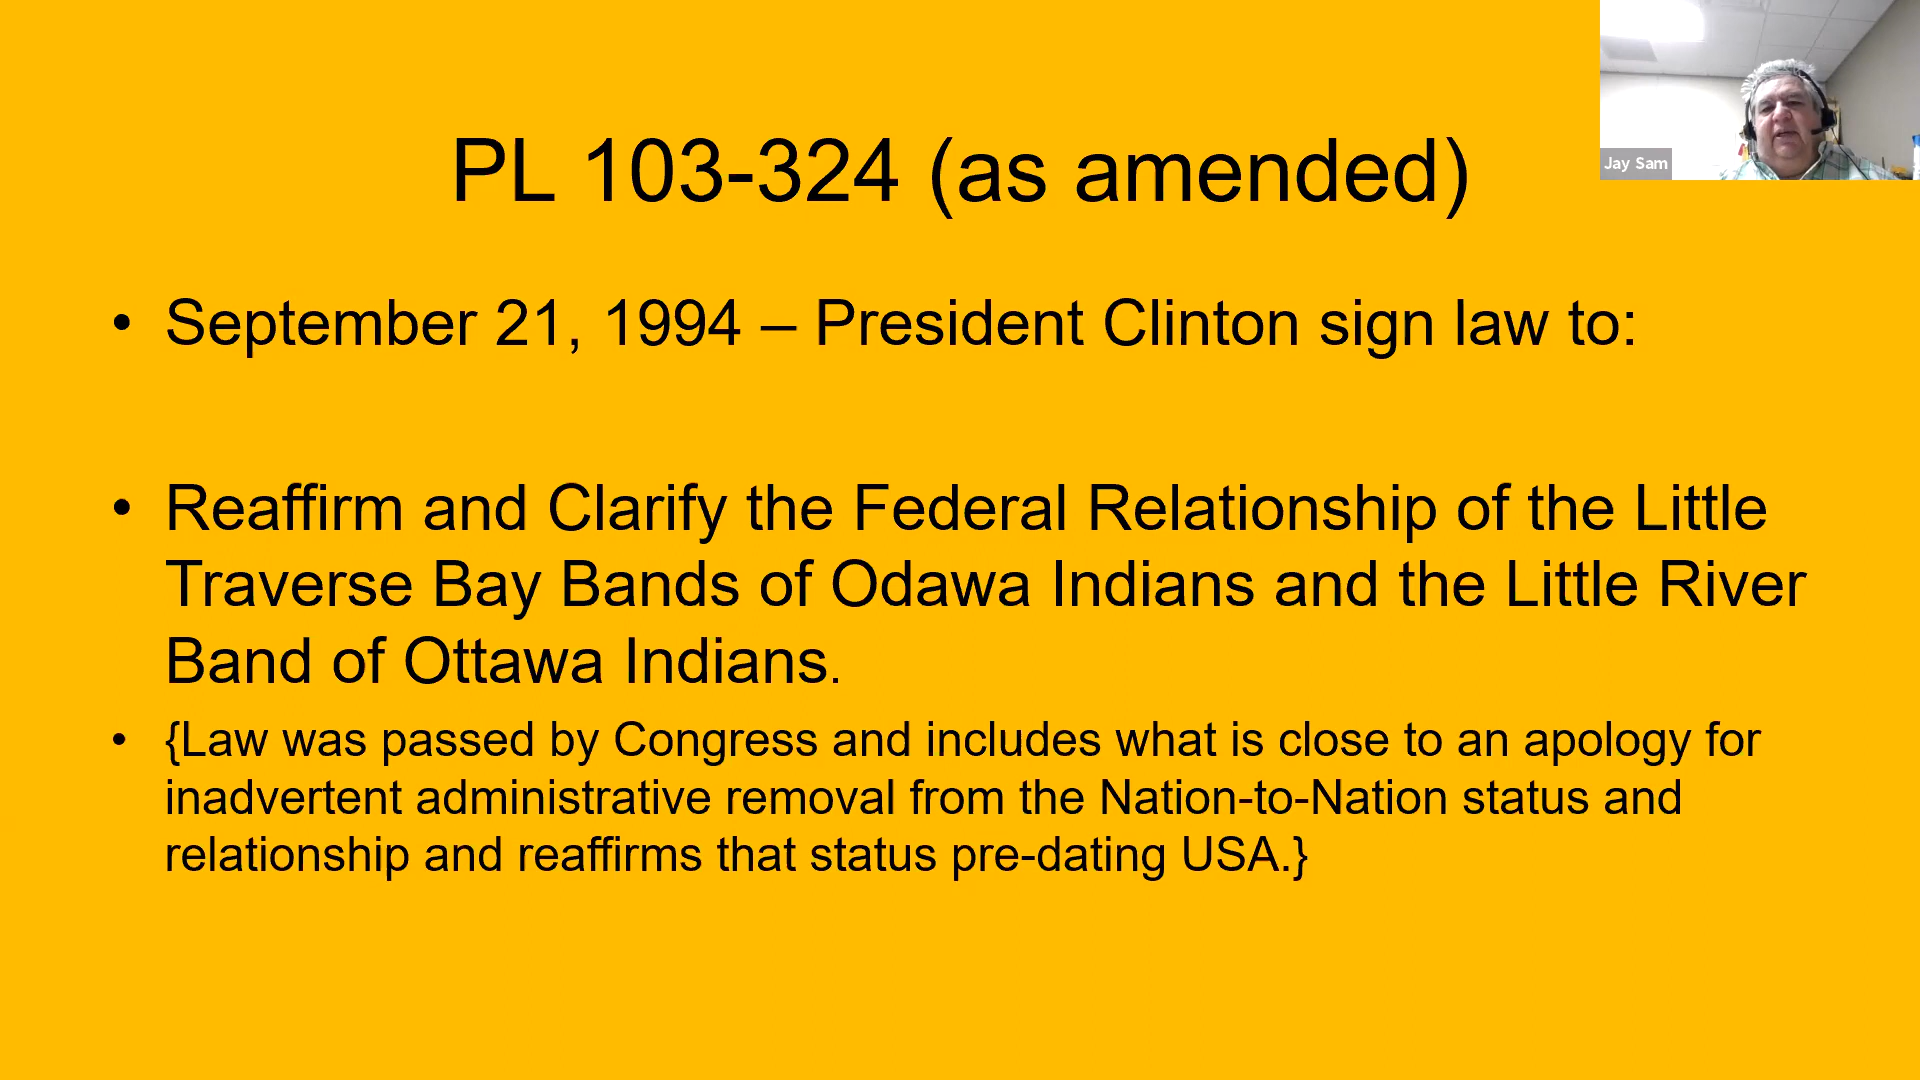 Jay Sam
PL 103-324 (as amended)
• September 21, 1994 – President Clinton sign law to:
• Reaffirm and Clarify the Federal Relationship of the Little
Traverse Bay Bands of Odawa Indians and the Little River
Band of Ottawa Indians.
• {Law was passed by Congress and includes what is close to an apology for
inadvertent administrative removal from the Nation-to-Nation status and
relationship and reaffirms that status pre-dating USA.}